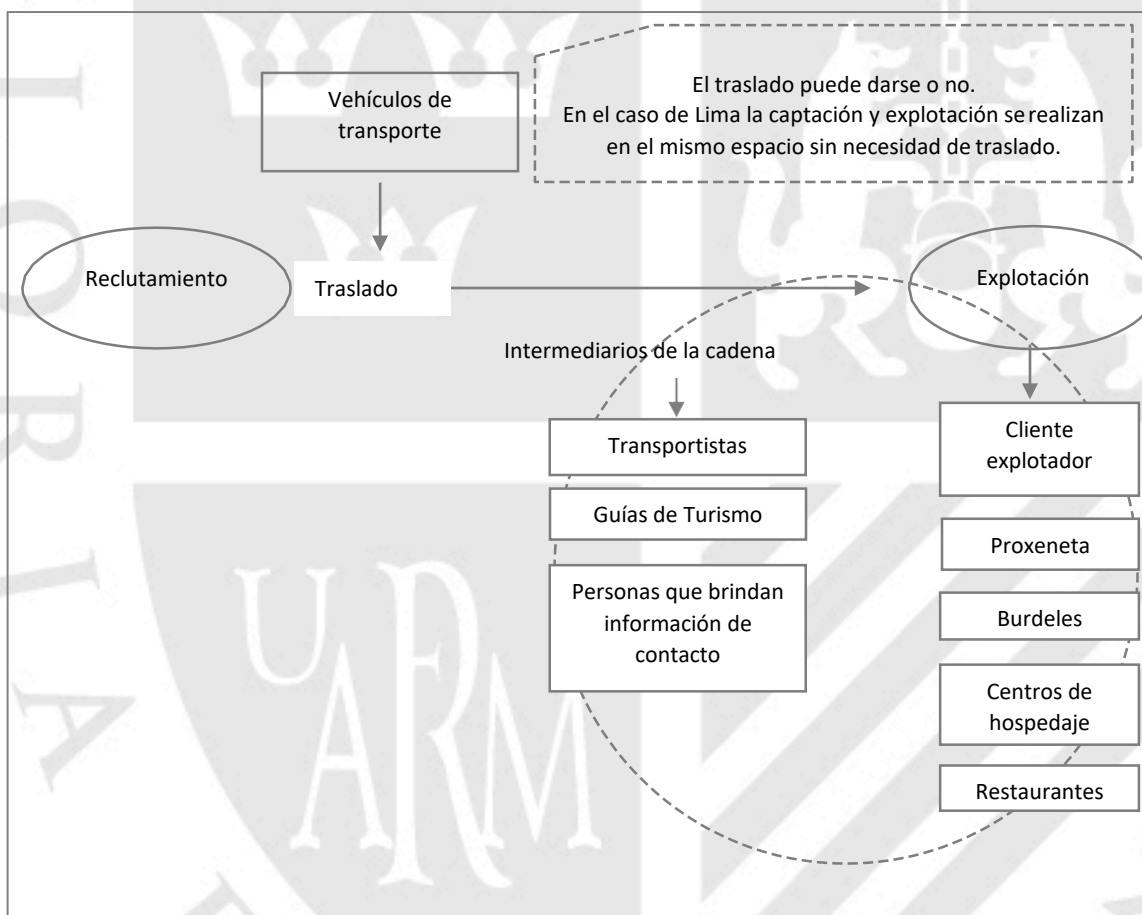 Vehículos de
transporte
El traslado puede darse o no.
En el caso de Lima la captación y explotación se realizan
en el mismo espacio sin necesidad de traslado.
Reclutamiento
Traslado
Explotación
Intermediarios de la cadena
Transportistas
Guías de Turismo
Personas que brindan
información de
contacto
Cliente
explotador
Proxeneta
Burdeles
Centros de
hospedaje
Restaurantes
UARM